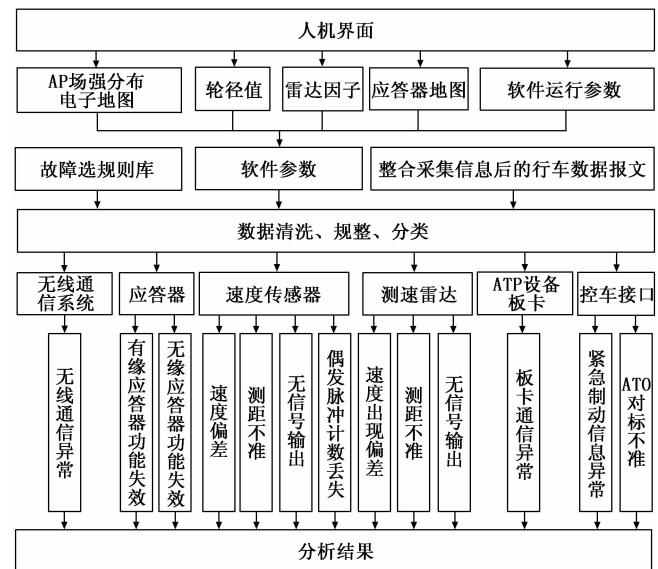 人机界面
AP场强分布
电子地图
轮径值
雷达因子
应答器地图
软件运行参数
故障选规则库
软件参数
整合采集信息后的行车数据报文
数据清洗、规整、分类
无线通
信系统
应答器
速度传感器
测速雷达
ATP设备
板卡
控车接口
无线通信异常
有缘应答器功能失效
无缘应答器功能失效
速度偏差
测距不准
无信号输出
偶发脉冲计数丢失
速度出现偏差
测距不准
无信号输出
板卡通信异常
紧急制动信息异常
ATO对标不准
分析结果